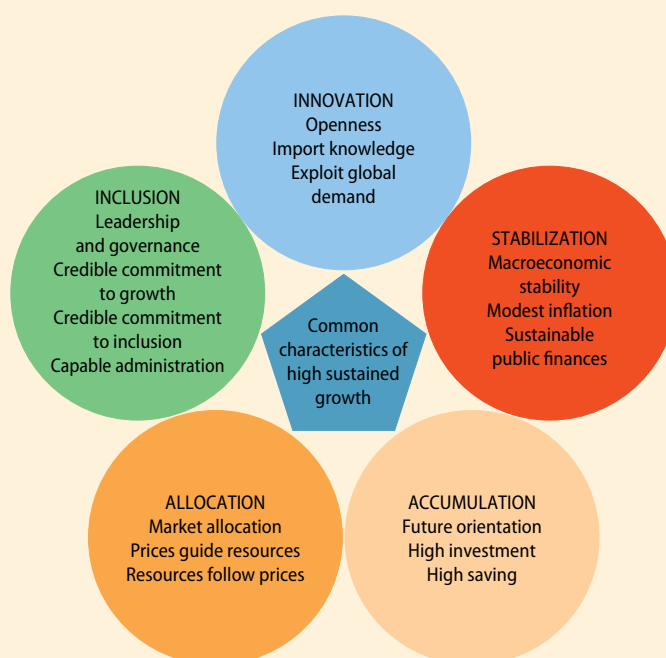 INNOVATION
Openness
Import knowledge
Exploit global
demand
INCLUSION
Leadership
and governance
Credible commitment
to growth
Credible commitment
to inclusion
Capable administration
STABILIZATION
Macroeconomic
stability
Modest inflation
Sustainable
public finances
Common
characteristics of
high sustained
growth
ALLOCATION
Market allocation
Prices guide resources
Resources follow prices
ACCUMULATION
Future orientation
High investment
High saving